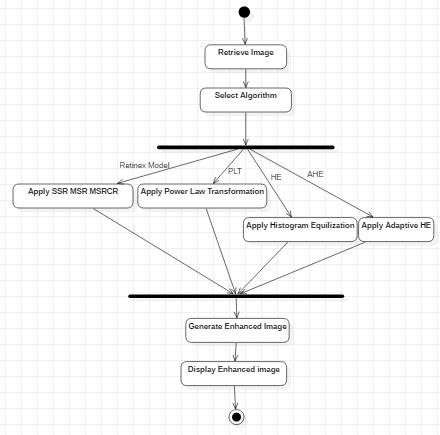 Retrieve Image
Select Algorithm
Retinex Model
PLT
HE
AHE
Apply SSR MSR MSRCR
Apply Power Law Transformation
Apply Histogram Equilization
Apply Adaptive HE
Generate Enhanced Image
Display Enhanced image